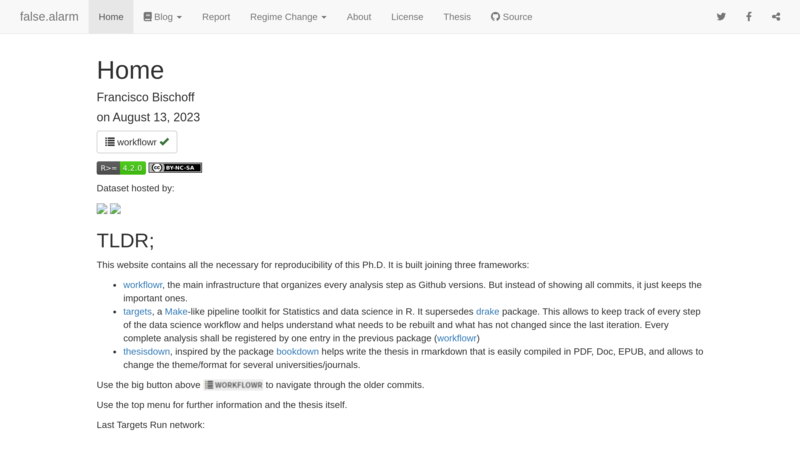 false.alarm Home Blog Report Regime Change About License Thesis Source
Home
Francisco Bischoff
on August 13, 2023
workflowr
R>= 4.2.0 CC BY-NC-SA
Dataset hosted by:
TLDR;
This website contains all the necessary for reproducibility of this Ph.D. It is built joining three frameworks:
workflowr, the main infrastructure that organizes every analysis step as Github versions. But instead of showing all commits, it just keeps the
important ones.
targets, a Make-like pipeline toolkit for Statistics and data science in R. It supersedes drake package. This allows to keep track of every step
of the data science workflow and helps understand what needs to be rebuilt and what has not changed since the last iteration. Every
complete analysis shall be registered by one entry in the previous package (workflowr)
thesisdown, inspired by the package bookdown helps write the thesis in rmarkdown that is easily compiled in PDF, Doc, EPUB, and allows to
change the theme/format for several universities/journals.
Use the big button above WORKFLOWR to navigate through the older commits.
Use the top menu for further information and the thesis itself.
Last Targets Run network: